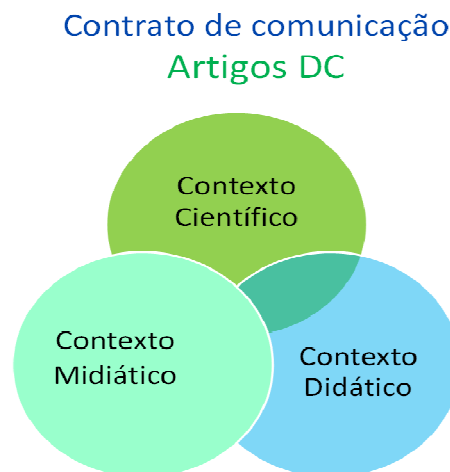 Contrato de comunicação
Artigos DC
Contexto
Científico
Contexto
Midiático
Contexto
Didático